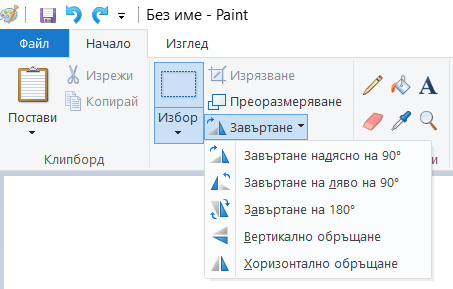 Без име - Paint
Файл Начало Изглед
Постави
Изрежи
Копирай
Клипборд
Избор
Изрязване
Преоразмеряване
Завъртане
A
Завъртане надясно на 90°
Завъртане на ляво на 90°
Завъртане на 180°
Вертикално обръщане
Хоризонтално обръщане